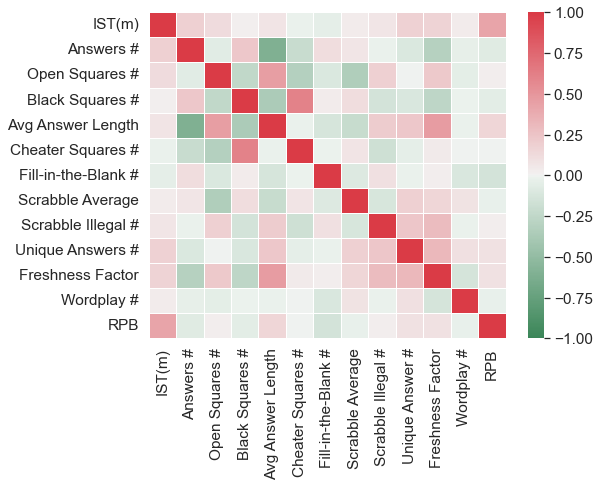 IST(m)
Answers #
Open Squares #
Black Squares #
Avg Answer Length
Cheater Squares #
Fill-in-the-Blank #
Scrabble Average
Scrabble Illegal #
Unique Answers #
Freshness Factor
Wordplay #
RPB
IST(m)
Answers #
Open Squares #
Black Squares #
Avg Answer Length
Cheater Squares #
Fill-in-the-Blank #
Scrabble Average
Scrabble Illegal #
Unique Answer #
Freshness Factor
Wordplay #
RPB
1.00
0.75
0.50
0.25
0.00
−0.25
−0.50
−0.75
−1.00